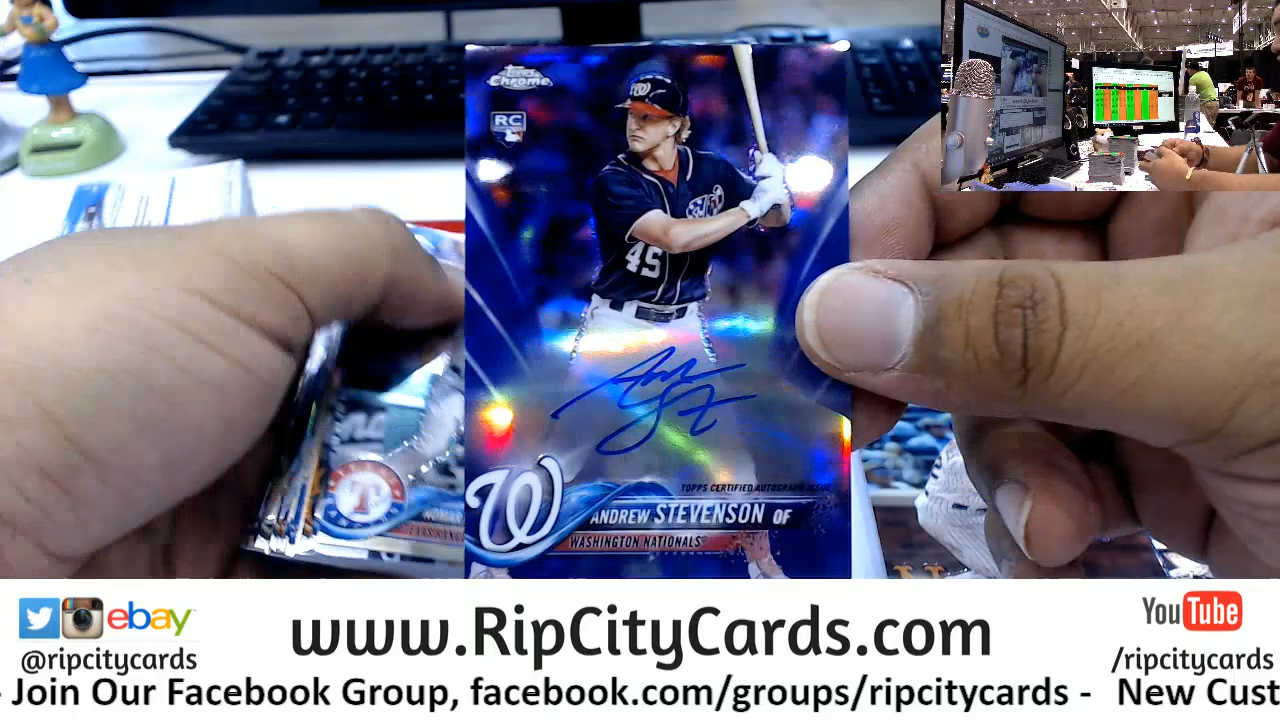 Topps
Chrome
RC
W
45
TOPPS CERTIFIED AUTOGRAPH ISSUE
ANDREW STEVENSON OF
WASHINGTON NATIONALS
T
ebay
www.RipCityCards.com
YouTube
@ripcitycards
/ripcitycards
- Join Our Facebook Group, facebook.com/groups/ripcitycards - New Cust